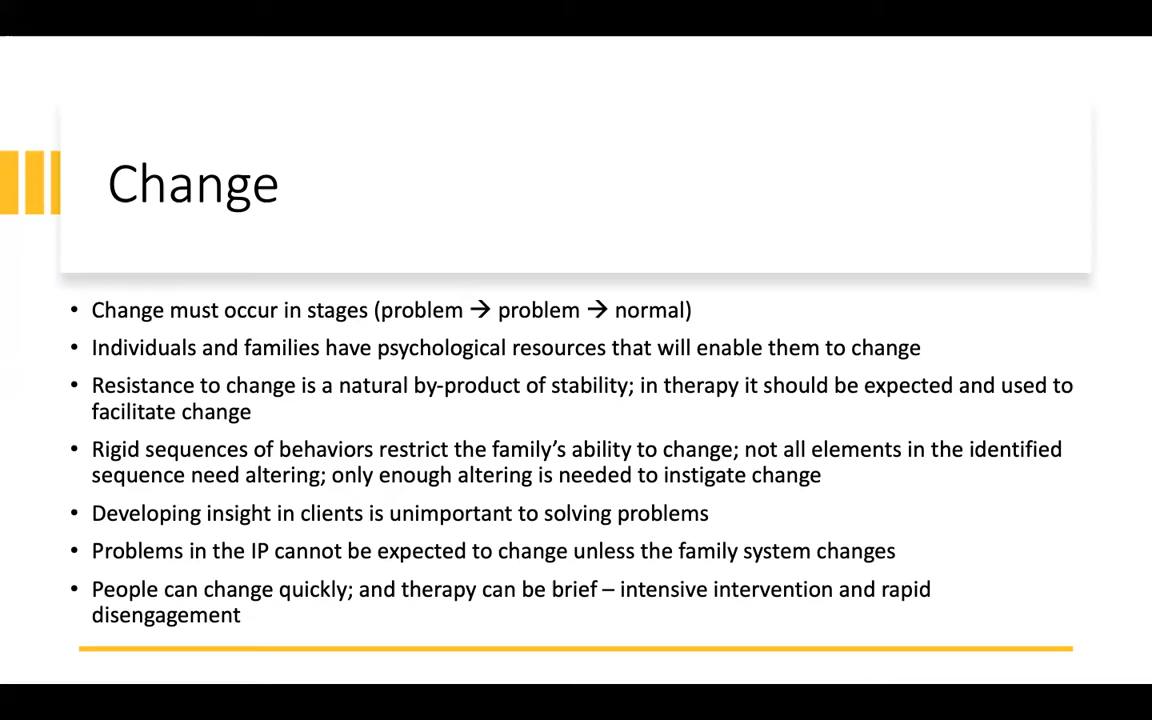 Change
• Change must occur in stages (problem → problem → normal)
• Individuals and families have psychological resources that will enable them to change
• Resistance to change is a natural by-product of stability; in therapy it should be expected and used to
facilitate change
• Rigid sequences of behaviors restrict the family’s ability to change; not all elements in the identified
sequence need altering; only enough altering is needed to instigate change
• Developing insight in clients is unimportant to solving problems
• Problems in the IP cannot be expected to change unless the family system changes
• People can change quickly; and therapy can be brief – intensive intervention and rapid
disengagement